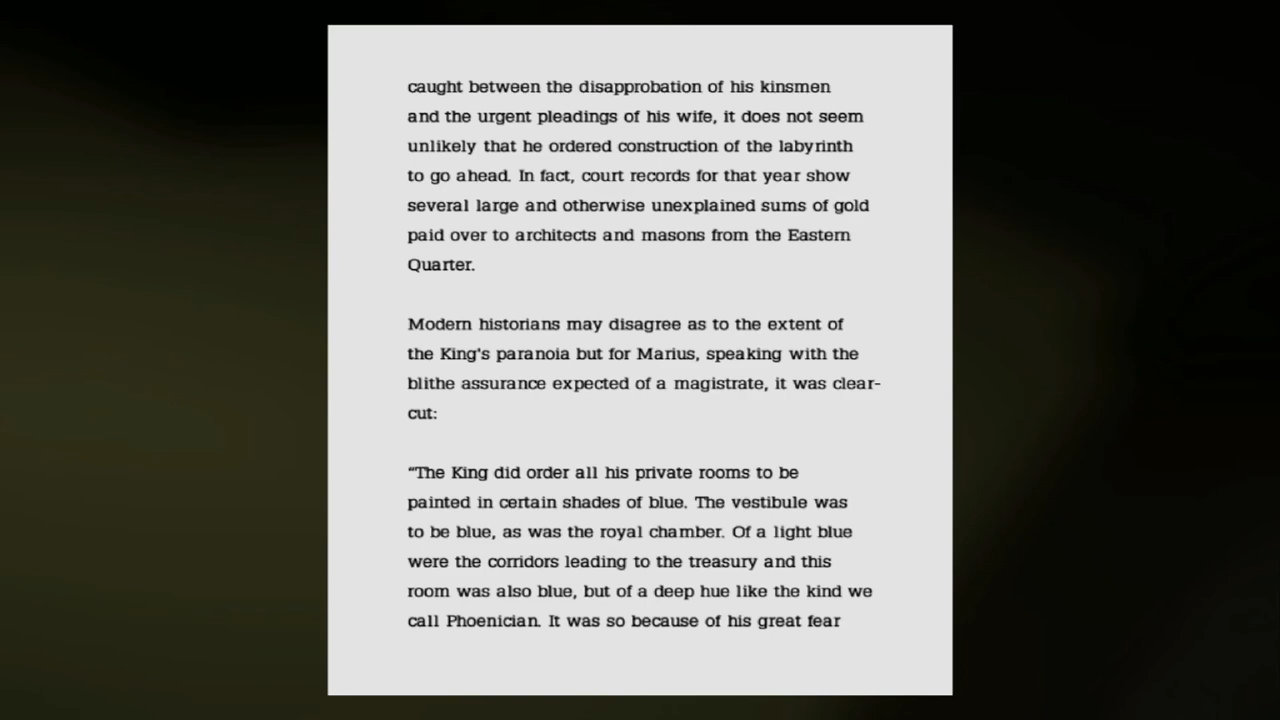 caught between the disapprobation of his kinsmen
and the urgent pleadings of his wife, it does not seem
unlikely that he ordered construction of the labyrinth
to go ahead. In fact, court records for that year show
several large and otherwise unexplained sums of gold
paid over to architects and masons from the Eastern
Quarter.
Modern historians may disagree as to the extent of
the King's paranoia but for Marius, speaking with the
blithe assurance expected of a magistrate, it was clear-
cut:
“The King did order all his private rooms to be
painted in certain shades of blue. The vestibule was
to be blue, as was the royal chamber. Of a light blue
were the corridors leading to the treasury and this
room was also blue, but of a deep hue like the kind we
call Phoenician. It was so because of his great fear